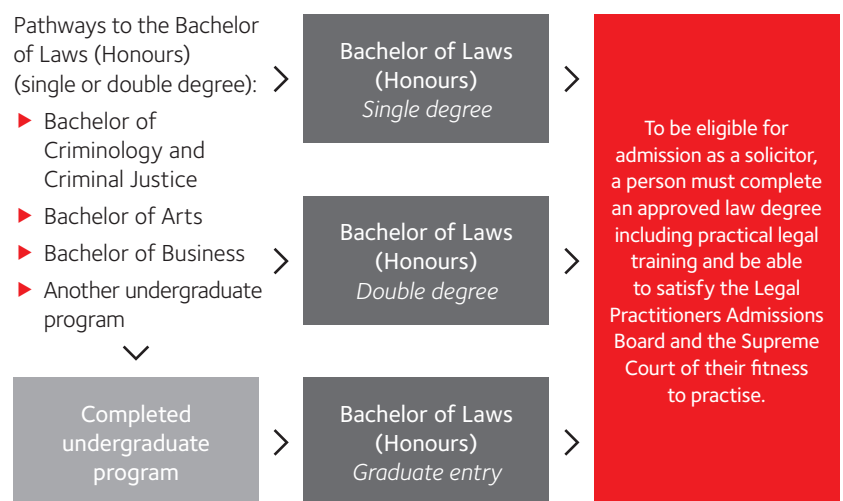 Pathways to the Bachelor
of Laws (Honours)
(single or double degree):
Bachelor of
Criminology and
Criminal Justice
Bachelor of Arts
Bachelor of Business
Another undergraduate
program
Completed
undergraduate
program
Bachelor of Laws
(Honours)
Single degree
Bachelor of Laws
(Honours)
Double degree
Bachelor of Laws
(Honours)
Graduate entry
To be eligible for
admission as a solicitor,
a person must complete
an approved law degree
including practical legal
training and be able
to satisfy the Legal
Practitioners Admissions
Board and the Supreme
Court of their fitness
to practise.